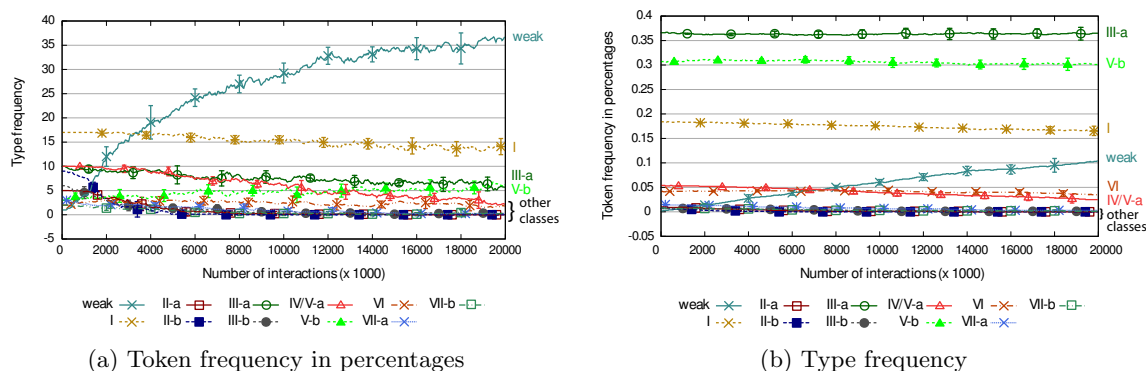 40
35
30
25
20
15
10
5
0
-5
Type frequency
2000 4000 6000 8000 10000 12000 14000 16000 18000 20000
Number of interactions (x 1000)
weak
I
III-a
V-b
other
classes
weak II-a III-a IV/V-a VI VII-b
I II-b III-b V-b VII-a
(a) Token frequency in percentages
0.4
0.35
0.3
0.25
0.2
0.15
0.1
0.05
0
-0.05
Token frequency in percentages
2000 4000 6000 8000 10000 12000 14000 16000 18000 20000
Number of interactions (x 1000)
III-a
V-b
I
weak
VI
IV/V-a
other
classes
weak II-a III-a IV/V-a VI VII-b
I II-b III-b V-b VII-a
(b) Type frequency